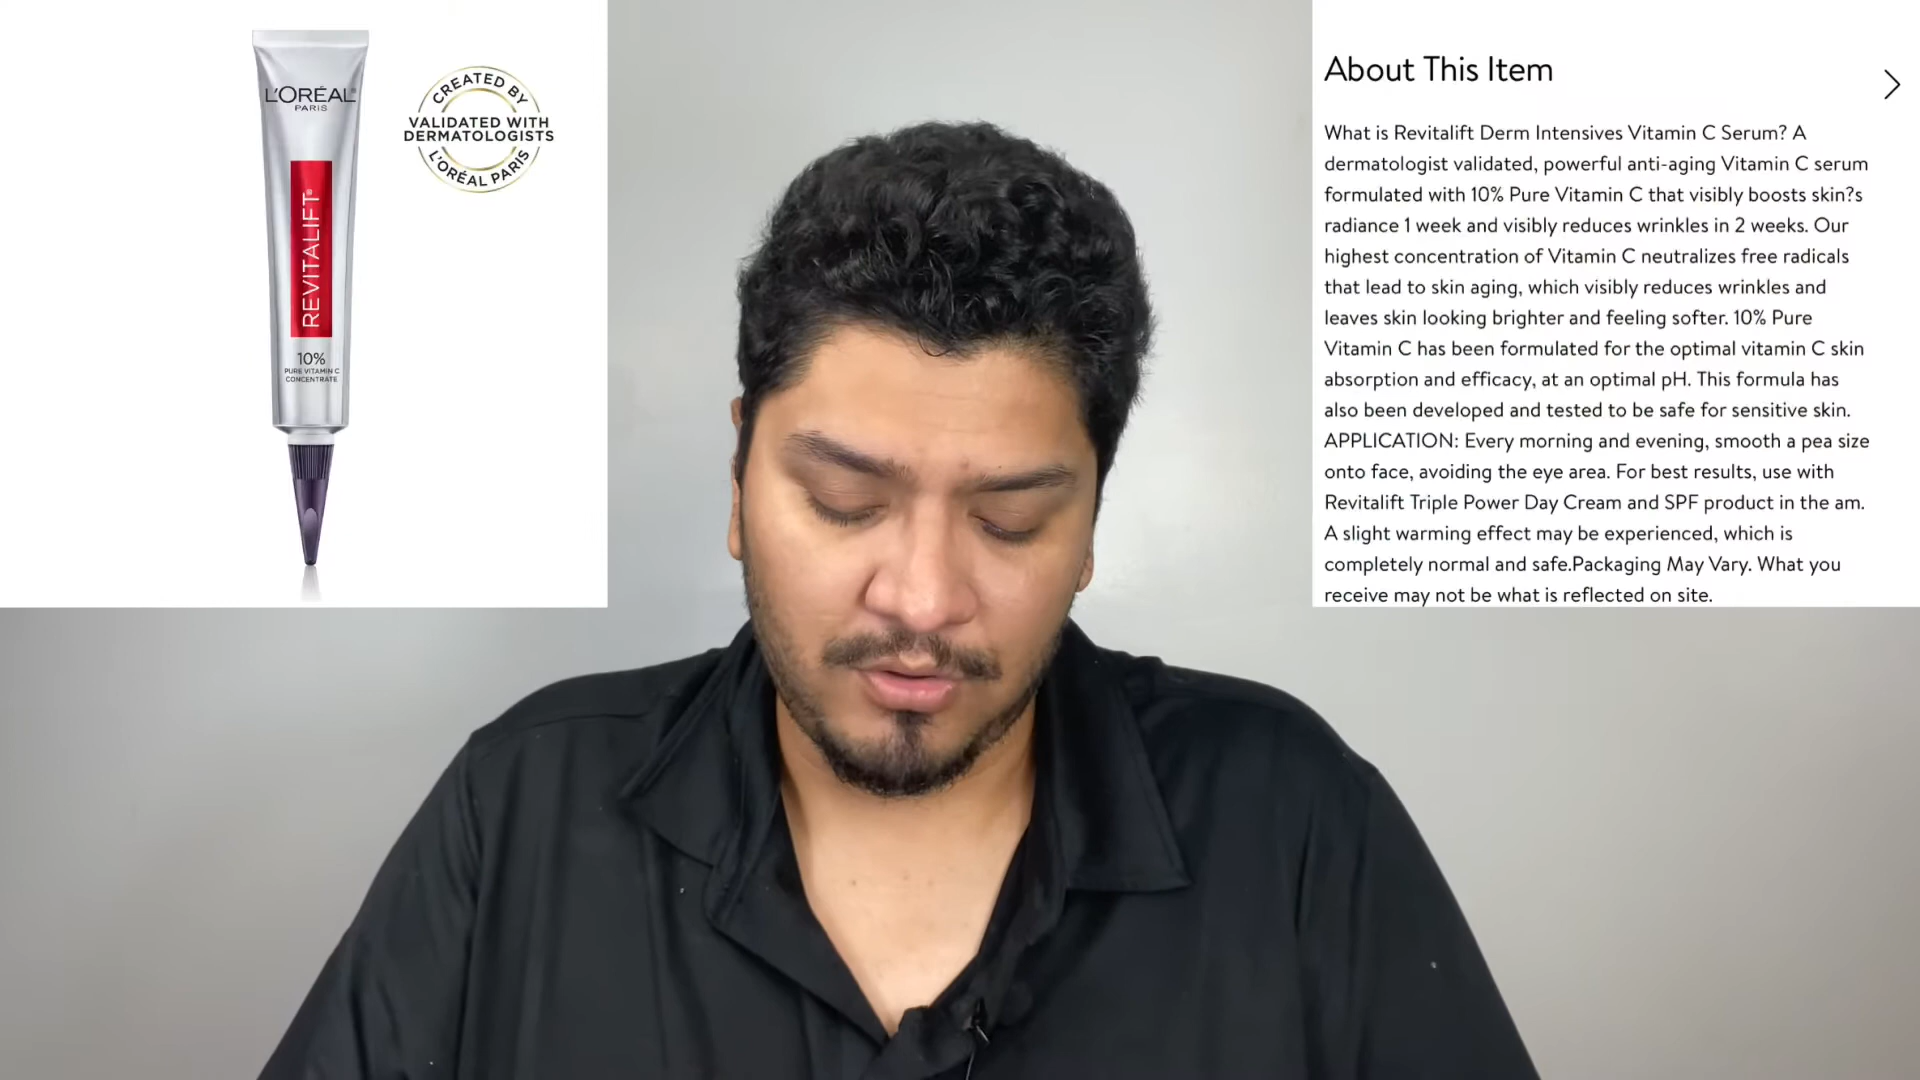 L'ORÉAL
PARIS
REVITALIFT
10%
PURE VITAMIN C
CONCENTRATE
CREATED BY
VALIDATED WITH
DERMATOLOGISTS
L'ORÉAL PARIS
About This Item
What is Revitalift Derm Intensives Vitamin C Serum? A
dermatologist validated, powerful anti-aging Vitamin C serum
formulated with 10% Pure Vitamin C that visibly boosts skin?s
radiance 1 week and visibly reduces wrinkles in 2 weeks. Our
highest concentration of Vitamin C neutralizes free radicals
that lead to skin aging, which visibly reduces wrinkles and
leaves skin looking brighter and feeling softer. 10% Pure
Vitamin C has been formulated for the optimal vitamin C skin
absorption and efficacy, at an optimal pH. This formula has
also been developed and tested to be safe for sensitive skin.
APPLICATION: Every morning and evening, smooth a pea size
onto face, avoiding the eye area. For best results, use with
Revitalift Triple Power Day Cream and SPF product in the am.
A slight warming effect may be experienced, which is
completely normal and safe.Packaging May Vary. What you
receive may not be what is reflected on site.